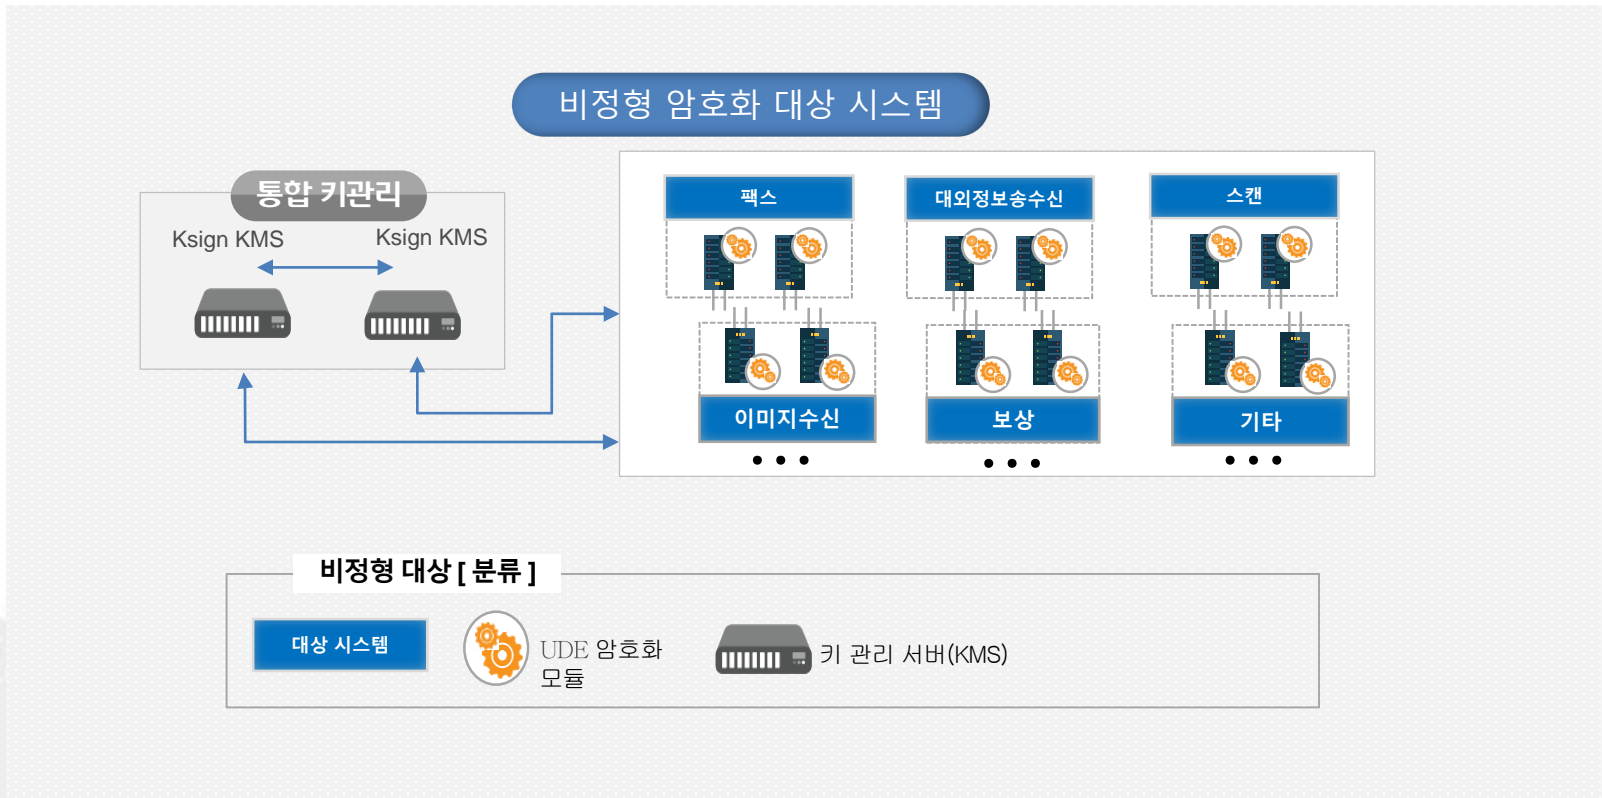 비정형 암호화 대상 시스템
통합 키관리
Ksign KMS
Ksign KMS
팩스
대외정보송수신
스캔
이미지수신
보상
기타
• • •
• • •
• • •
비정형 대상 [ 분류 ]
대상 시스템
UDE 암호화
모듈
키 관리 서버(KMS)